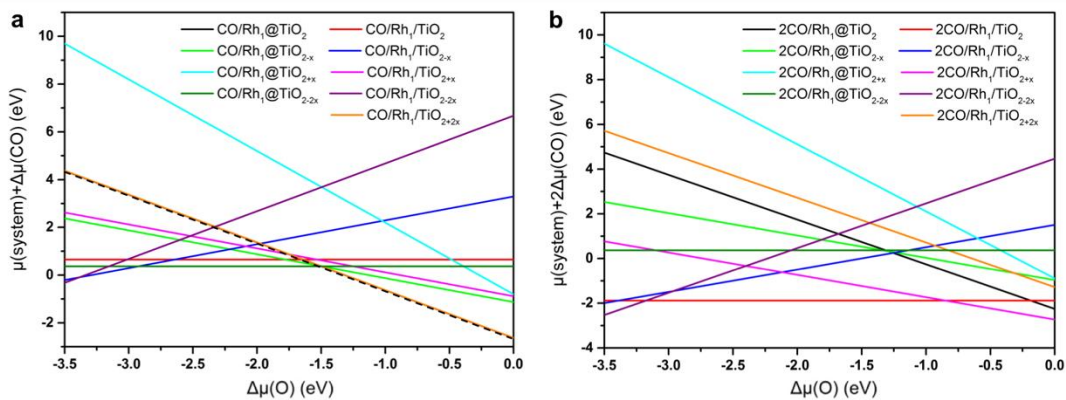 a
CO/Rh₁@TiO₂
CO/Rh₁/TiO₂
CO/Rh₁@TiO₂₋ₓ
CO/Rh₁/TiO₂₋ₓ
CO/Rh₁@TiO₂₊ₓ
CO/Rh₁/TiO₂₊ₓ
CO/Rh₁@TiO₂₋₂ₓ
CO/Rh₁/TiO₂₋₂ₓ
CO/Rh₁/TiO₂₊₂ₓ
μ(system)+Δμ(CO) (eV)
10
8
6
4
2
0
-2
-3.5 -3.0 -2.5 -2.0 -1.5 -1.0 -0.5 0.0
Δμ(O) (eV)
b
2CO/Rh₁@TiO₂
2CO/Rh₁/TiO₂
2CO/Rh₁@TiO₂₋ₓ
2CO/Rh₁/TiO₂₋ₓ
2CO/Rh₁@TiO₂₊ₓ
2CO/Rh₁/TiO₂₊ₓ
2CO/Rh₁@TiO₂₋₂ₓ
2CO/Rh₁/TiO₂₋₂ₓ
2CO/Rh₁/TiO₂₊₂ₓ
μ(system)+2Δμ(CO) (eV)
10
8
6
4
2
0
-2
-4
-3.5 -3.0 -2.5 -2.0 -1.5 -1.0 -0.5 0.0
Δμ(O) (eV)